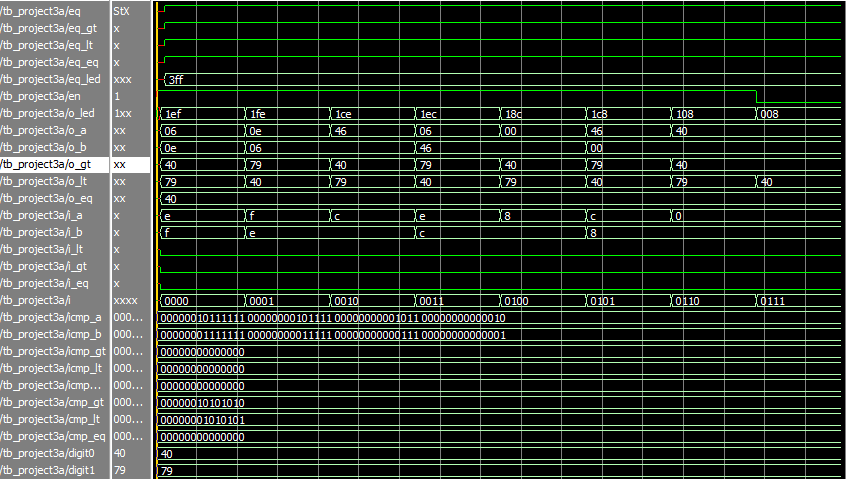 /tb_project3a/eq StX
/tb_project3a/eq_gt x
/tb_project3a/eq_lt x
/tb_project3a/eq_eq x
/tb_project3a/eq_led xxx 3ff
/tb_project3a/en 1
/tb_project3a/o_led 1xx 1ef 1fe 1ce 1ec 18c 1c8 108 008
/tb_project3a/o_a xx 06 0e 46 06 00 46 40
/tb_project3a/o_b xx 0e 06 46 00
/tb_project3a/o_gt xx 40 79 40 79 40 79 40
/tb_project3a/o_lt xx 79 40 79 40 79 40 79 40
/tb_project3a/o_eq xx 40
/tb_project3a/i_a x e f c e 8 c 0
/tb_project3a/i_b x f e c 8
/tb_project3a/i_lt x
/tb_project3a/i_gt x
/tb_project3a/i_eq x
/tb_project3a/i xxxx 0000 0001 0010 0011 0100 0101 0110 0111
/tb_project3a/icmp_a 000... 00000010111111 00000000101111 00000000001011 00000000000010
/tb_project3a/icmp_b 000... 00000001111111 00000000011111 00000000000111 00000000000001
/tb_project3a/icmp_gt 000... 00000000000000
/tb_project3a/icmp_lt 000... 00000000000000
/tb_project3a/icmp... 000... 00000000000000
/tb_project3a/cmp_gt 000... 00000010101010
/tb_project3a/cmp_lt 000... 00000001010101
/tb_project3a/cmp_eq 000... 00000000000000
/tb_project3a/digit0 40 40
/tb_project3a/digit1 79 79